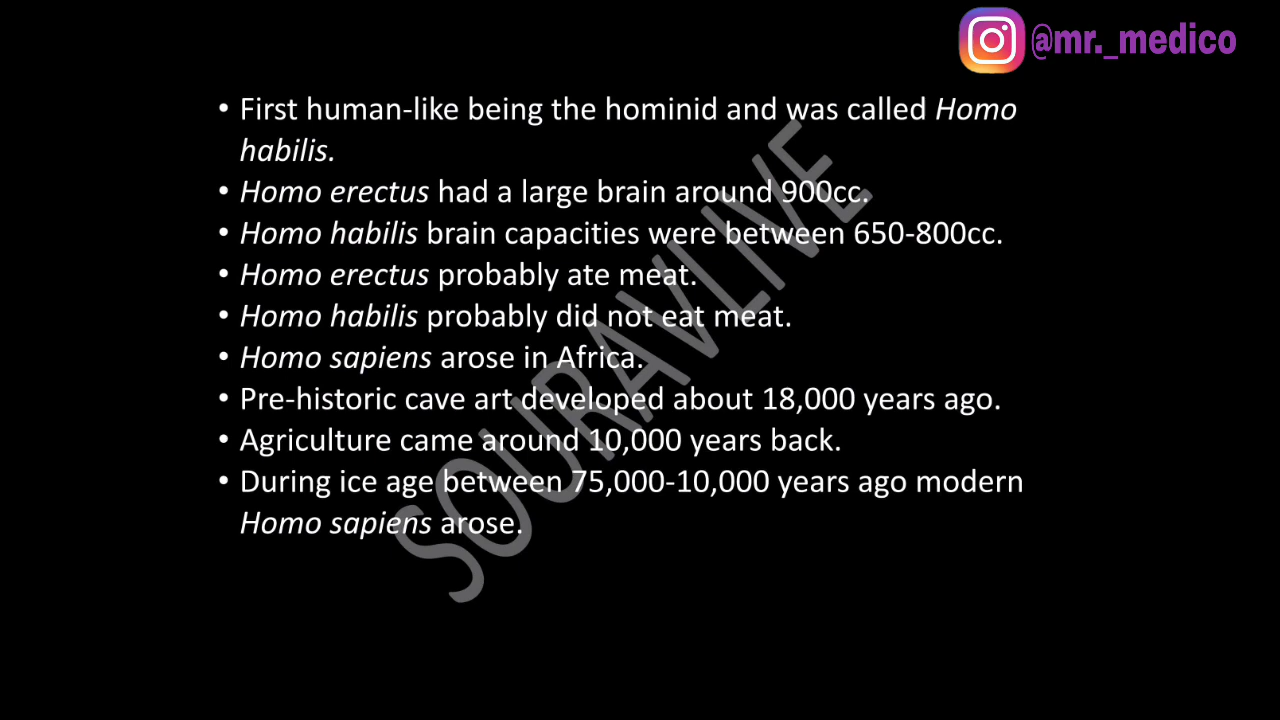 @mr._medico
• First human-like being the hominid and was called Homo
habilis.
• Homo erectus had a large brain around 900cc.
• Homo habilis brain capacities were between 650-800cc.
• Homo erectus probably ate meat.
• Homo habilis probably did not eat meat.
• Homo sapiens arose in Africa.
• Pre-historic cave art developed about 18,000 years ago.
• Agriculture came around 10,000 years back.
• During ice age between 75,000-10,000 years ago modern
Homo sapiens arose.
SOURAVLIVE